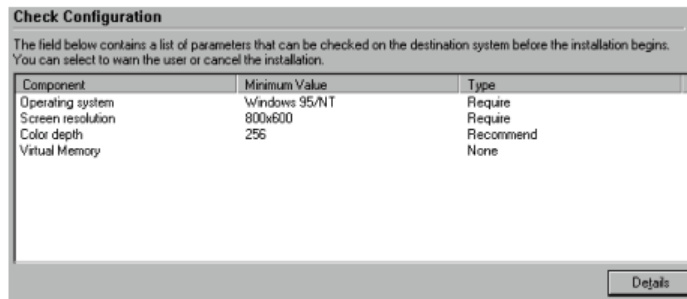 Check Configuration
The field below contains a list of parameters that can be checked on the destination system before the installation begins.
You can select to warn the user or cancel the installation.
Component Minimum Value Type
Operating system Windows 95/NT Require
Screen resolution 800x600 Require
Color depth 256 Recommend
Virtual Memory None
Details